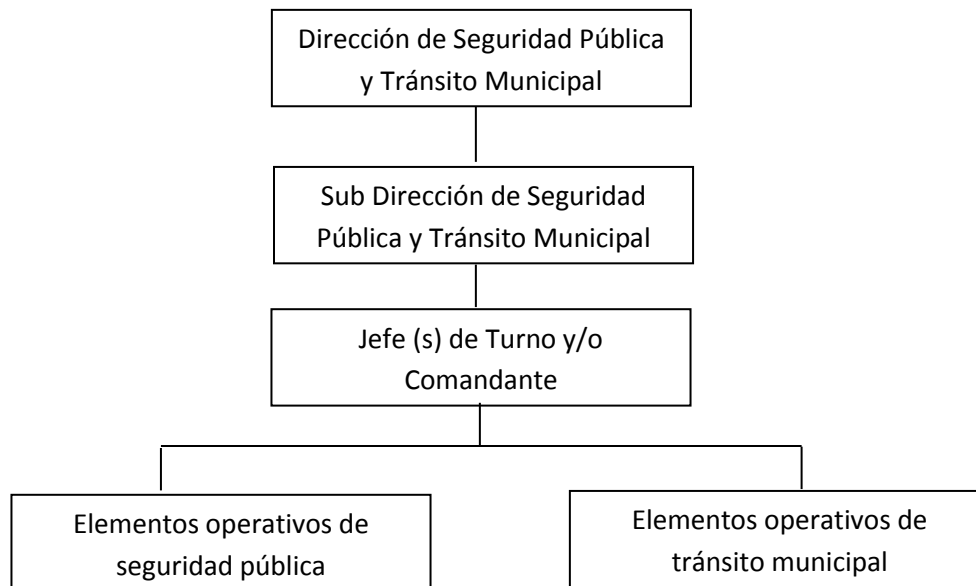 Dirección de Seguridad Pública
y Tránsito Municipal
Sub Dirección de Seguridad
Pública y Tránsito Municipal
Jefe (s) de Turno y/o
Comandante
Elementos operativos de
seguridad pública
Elementos operativos de
tránsito municipal